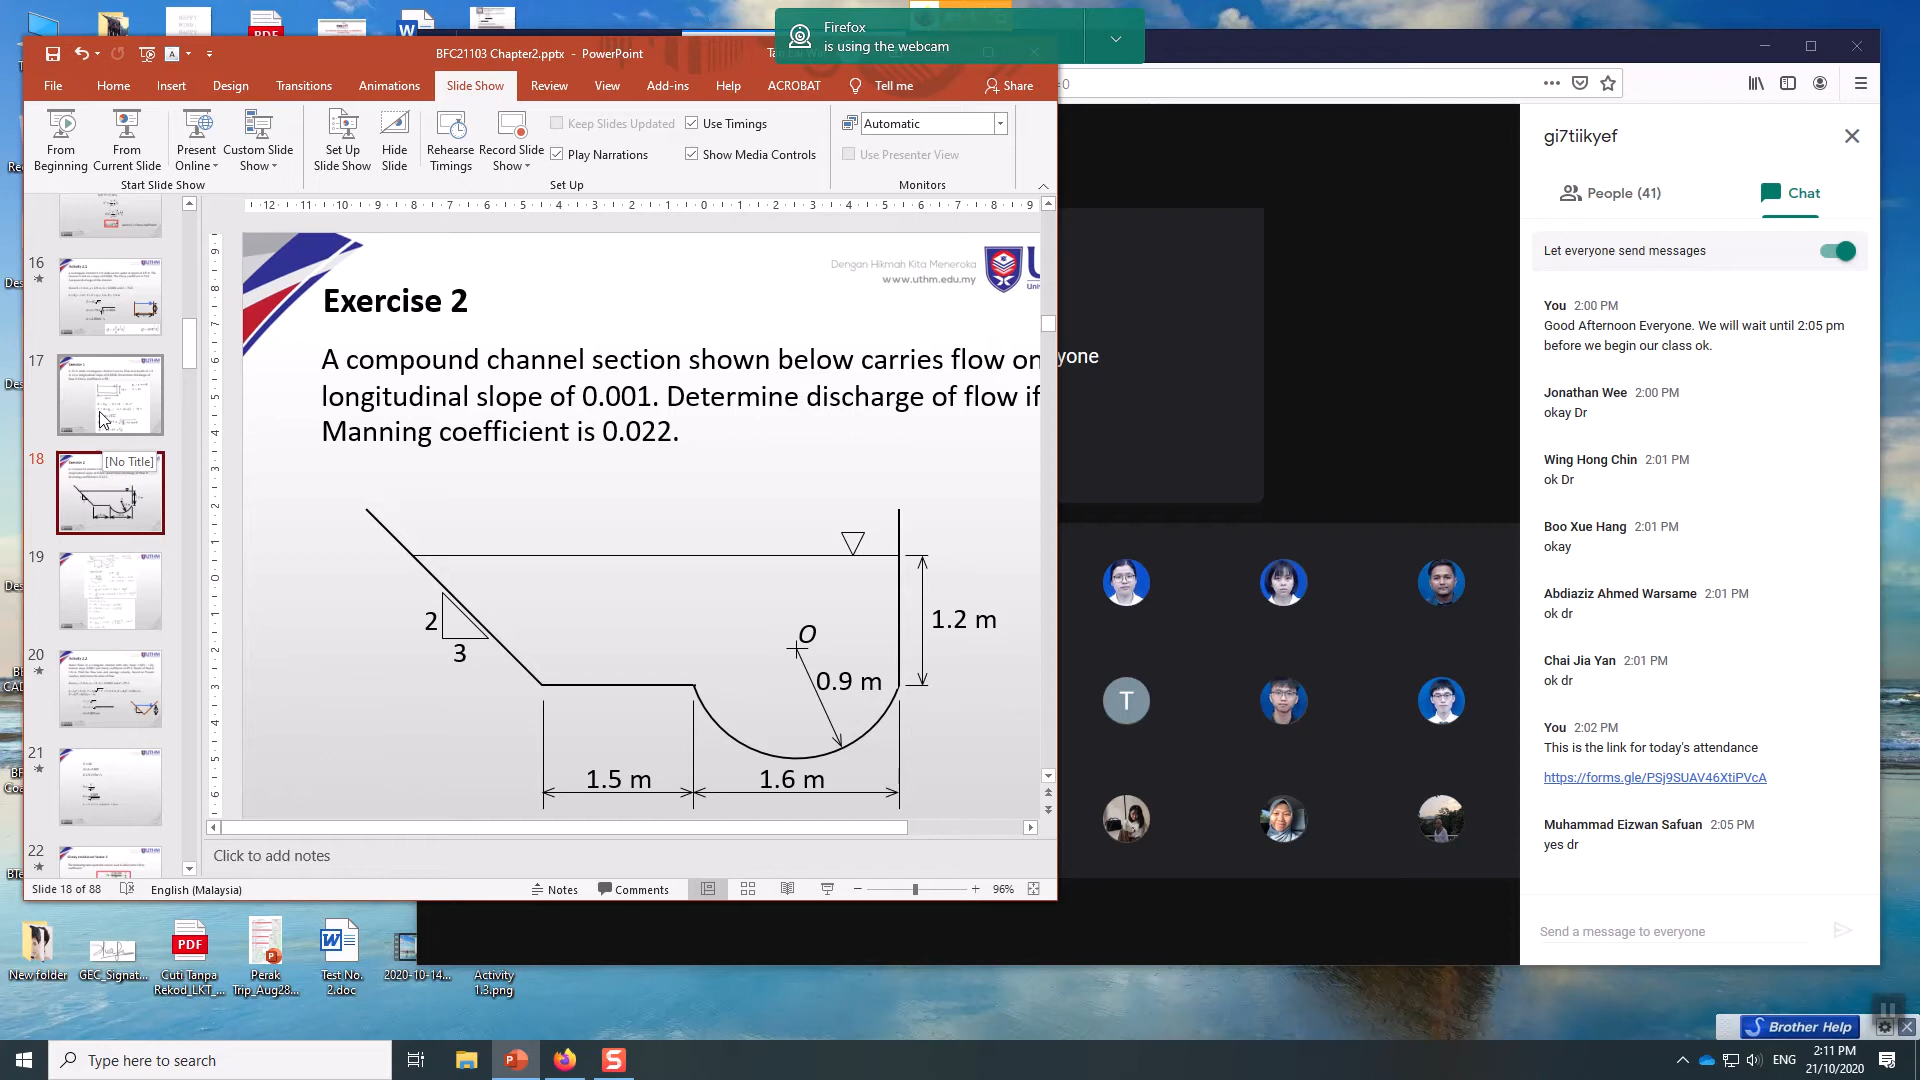 Firefox
is using the webcam
BFC21103 Chapter2.pptx - PowerPoint
File
Home
Insert
Design
Transitions
Animations
Slide Show
Review
View
Add-ins
Help
ACROBAT
Tell me
Share
From Beginning
From Current Slide
Present Online
Custom Slide Show
Start Slide Show
Set Up Slide Show
Hide Slide
Rehearse Timings
Record Slide Show
Keep Slides Updated
Play Narrations
Use Timings
Show Media Controls
Set Up
Automatic
Use Presenter View
Monitors
16
17
18
[No Title]
19
20
21
22
Dengan Hikmah Kita Meneroka
www.uthm.edu.my
Exercise 2
A compound channel section shown below carries flow on
longitudinal slope of 0.001. Determine discharge of flow if
Manning coefficient is 0.022.
2
3
O
0.9 m
1.2 m
1.5 m
1.6 m
Click to add notes
Slide 18 of 88
English (Malaysia)
Notes
Comments
96%
yone
T
gi7tiikyef
People (41)
Chat
Let everyone send messages
You 2:00 PM
Good Afternoon Everyone. We will wait until 2:05 pm
before we begin our class ok.
Jonathan Wee 2:00 PM
okay Dr
Wing Hong Chin 2:01 PM
ok Dr
Boo Xue Hang 2:01 PM
okay
Abdiaziz Ahmed Warsame 2:01 PM
ok dr
Chai Jia Yan 2:01 PM
ok dr
You 2:02 PM
This is the link for today's attendance
https://forms.gle/PSj9SUAV46XtiPVcA
Muhammad Eizwan Safuan 2:05 PM
yes dr
Send a message to everyone
New folder
GEC_Signat...
PDF
Cuti Tanpa
Rekod_LKT_...
Perak
Trip_Aug28...
Test No.
2.doc
2020-10-14...
Activity
1.3.png
Brother Help
Type here to search
ENG
2:11 PM
21/10/2020